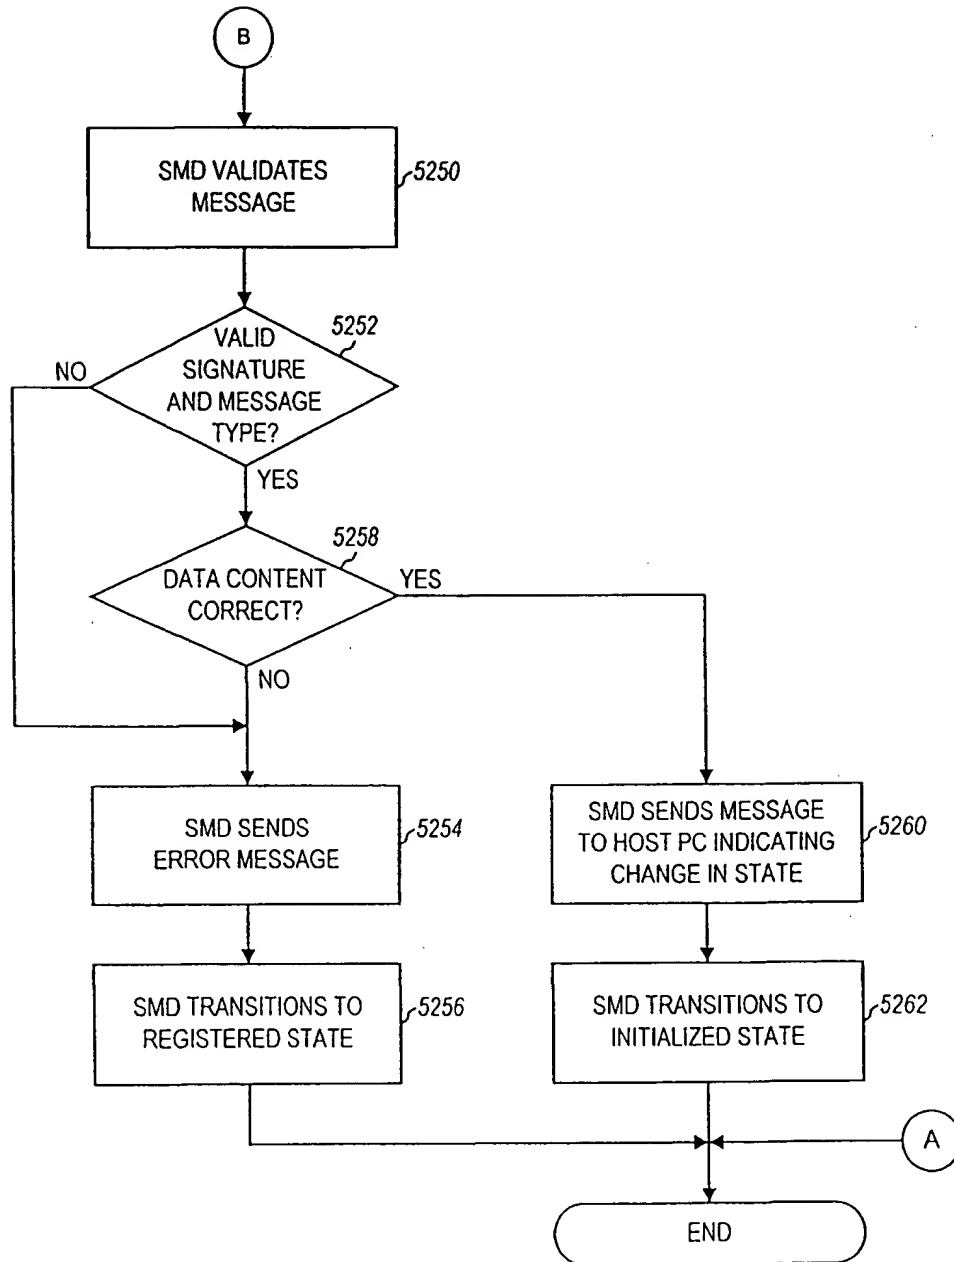 B
SMD VALIDATES
MESSAGE
5250
5252
VALID
SIGNATURE
AND MESSAGE
TYPE?
NO
YES
5258
DATA CONTENT
CORRECT?
YES
NO
SMD SENDS
ERROR MESSAGE
5254
SMD SENDS MESSAGE
TO HOST PC INDICATING
CHANGE IN STATE
5260
SMD TRANSITIONS TO
REGISTERED STATE
5256
SMD TRANSITIONS TO
INITIALIZED STATE
5262
A
END